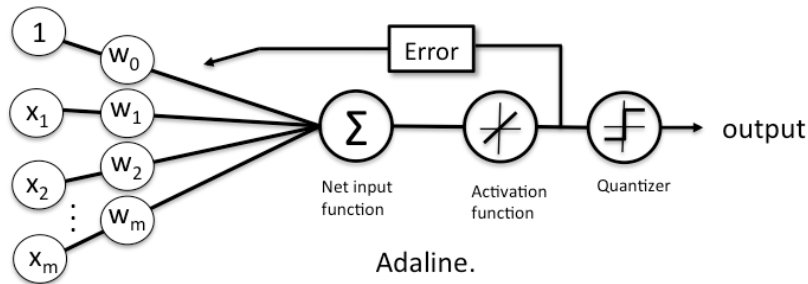 1
w0
Error
x1
w1
Σ
output
x2
w2
Net input
function
Activation
function
Quantizer
⋮
wm
xm
Adaline.